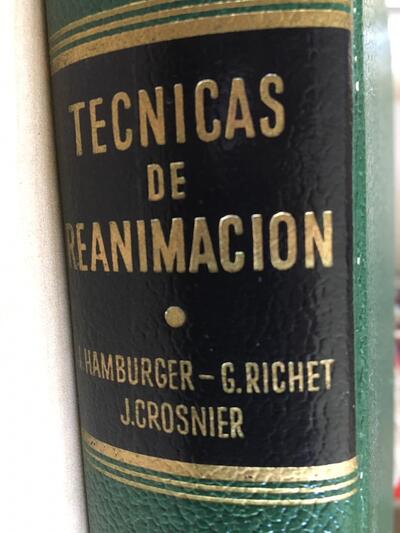 TECNICAS
DE
REANIMACION
J. HAMBURGER - G. RICHET
J. CROSNIER